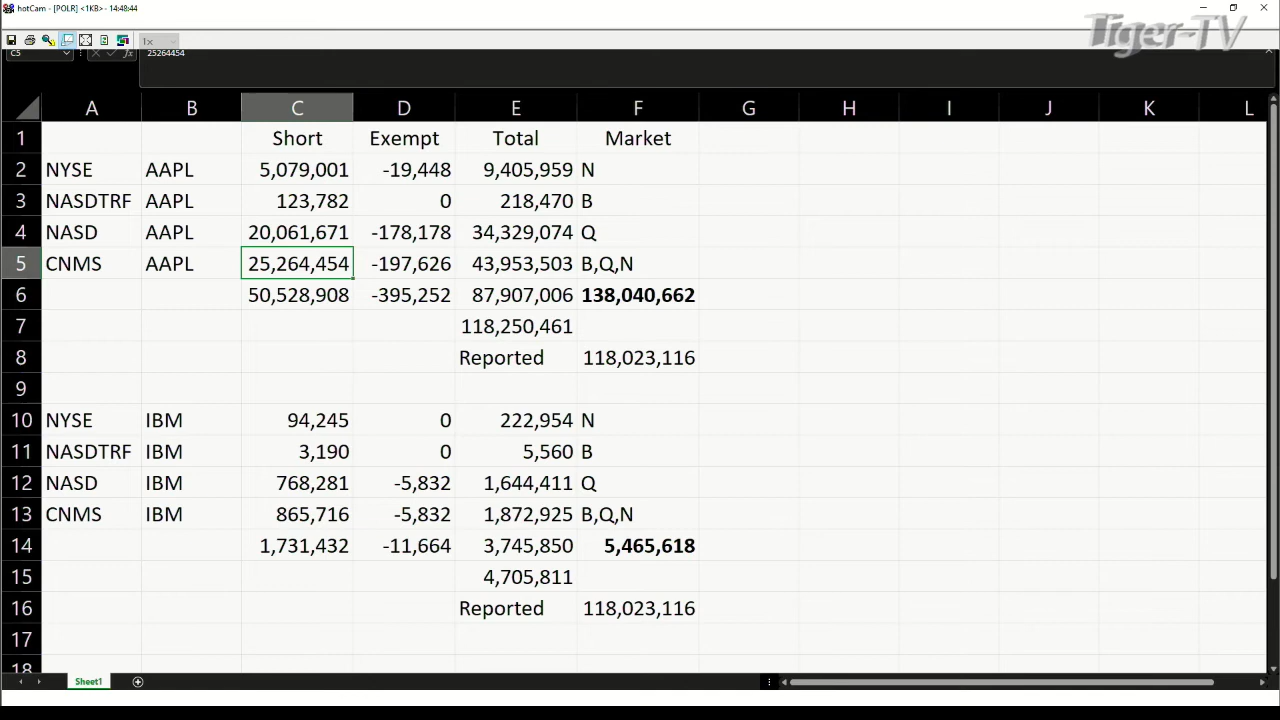 hotCam - [POLR] <1KB> - 14:48:44
Tiger-TV
1x
C5 fx 25264454
A B C D E F G H I J K L
1 Short Exempt Total Market
2 NYSE AAPL 5,079,001 -19,448 9,405,959 N
3 NASDTRF AAPL 123,782 0 218,470 B
4 NASD AAPL 20,061,671 -178,178 34,329,074 Q
5 CNMS AAPL 25,264,454 -197,626 43,953,503 B,Q,N
6 50,528,908 -395,252 87,907,006 138,040,662
7 118,250,461
8 Reported 118,023,116
9
10 NYSE IBM 94,245 0 222,954 N
11 NASDTRF IBM 3,190 0 5,560 B
12 NASD IBM 768,281 -5,832 1,644,411 Q
13 CNMS IBM 865,716 -5,832 1,872,925 B,Q,N
14 1,731,432 -11,664 3,745,850 5,465,618
15 4,705,811
16 Reported 118,023,116
17
18
Sheet1